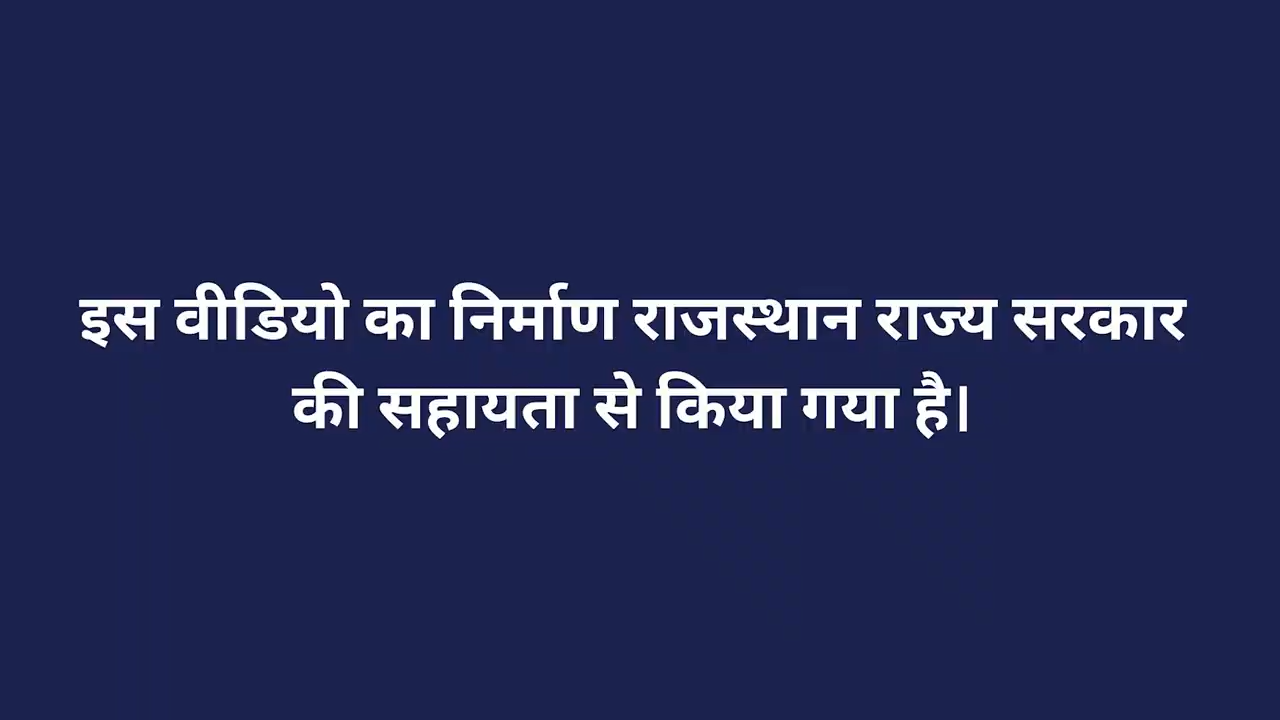 इस वीडियो का निर्माण राजस्थान राज्य सरकार
की सहायता से किया गया है।